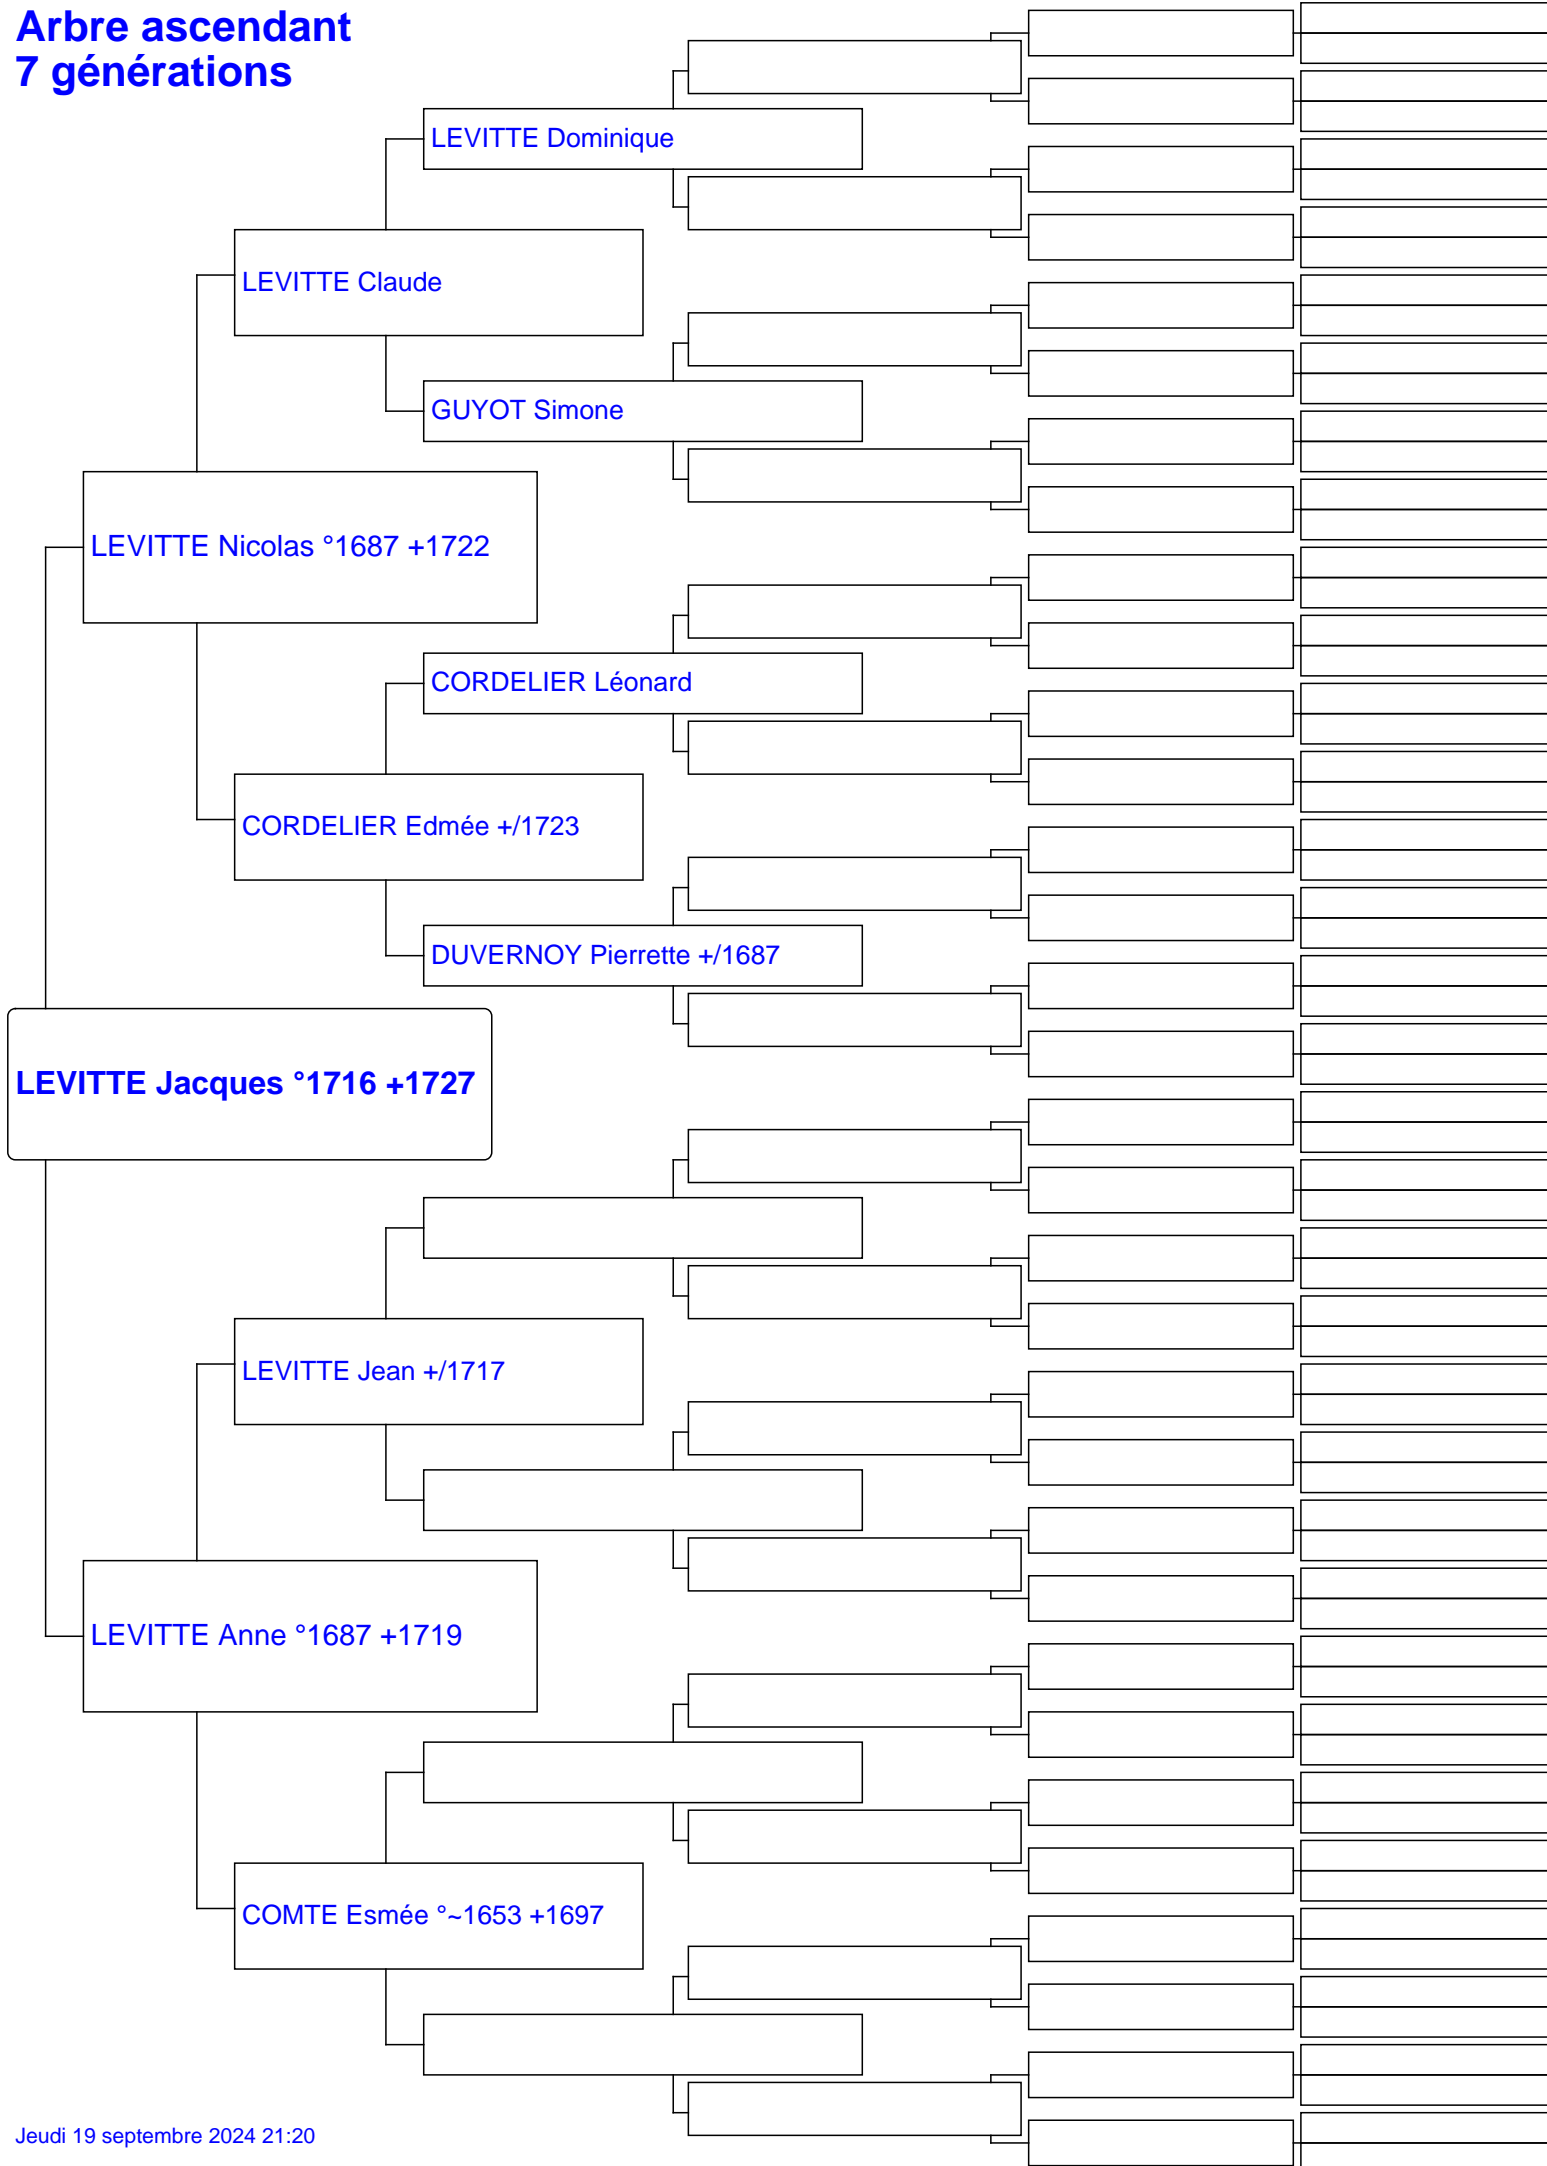 Arbre ascendant
7 générations
LEVITTE Dominique
LEVITTE Claude
GUYOT Simone
LEVITTE Nicolas °1687 +1722
CORDELIER Léonard
CORDELIER Edmée +/1723
DUVERNOY Pierrette +/1687
LEVITTE Jacques °1716 +1727
LEVITTE Jean +/1717
LEVITTE Anne °1687 +1719
COMTE Esmée °~1653 +1697
Jeudi 19 septembre 2024 21:20